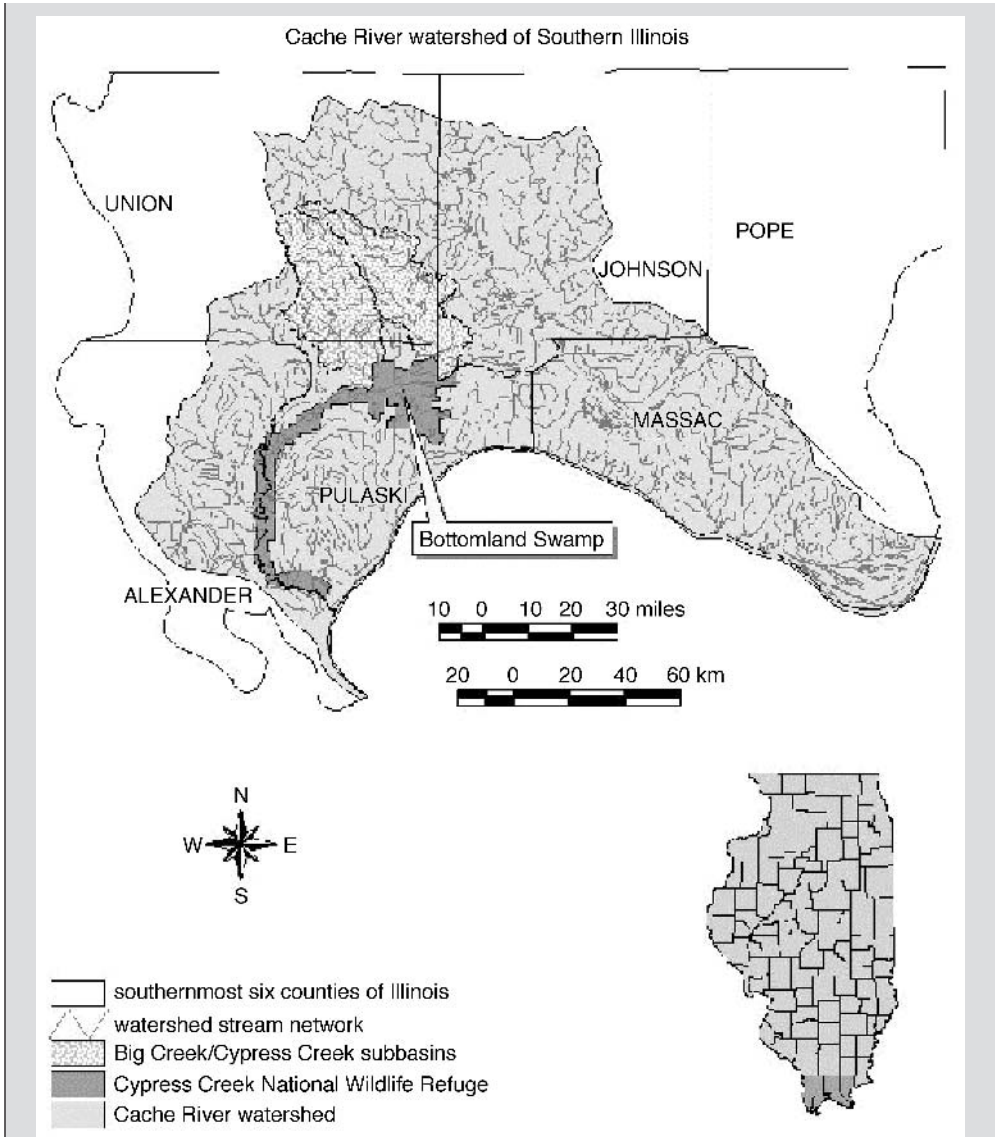 Cache River watershed of Southern Illinois
UNION
POPE
JOHNSON
MASSAC
PULASKI
Bottomland Swamp
ALEXANDER
10 0 10 20 30 miles
20 0 20 40 60 km
N
W E
S
southernmost six counties of Illinois
watershed stream network
Big Creek/Cypress Creek subbasins
Cypress Creek National Wildlife Refuge
Cache River watershed